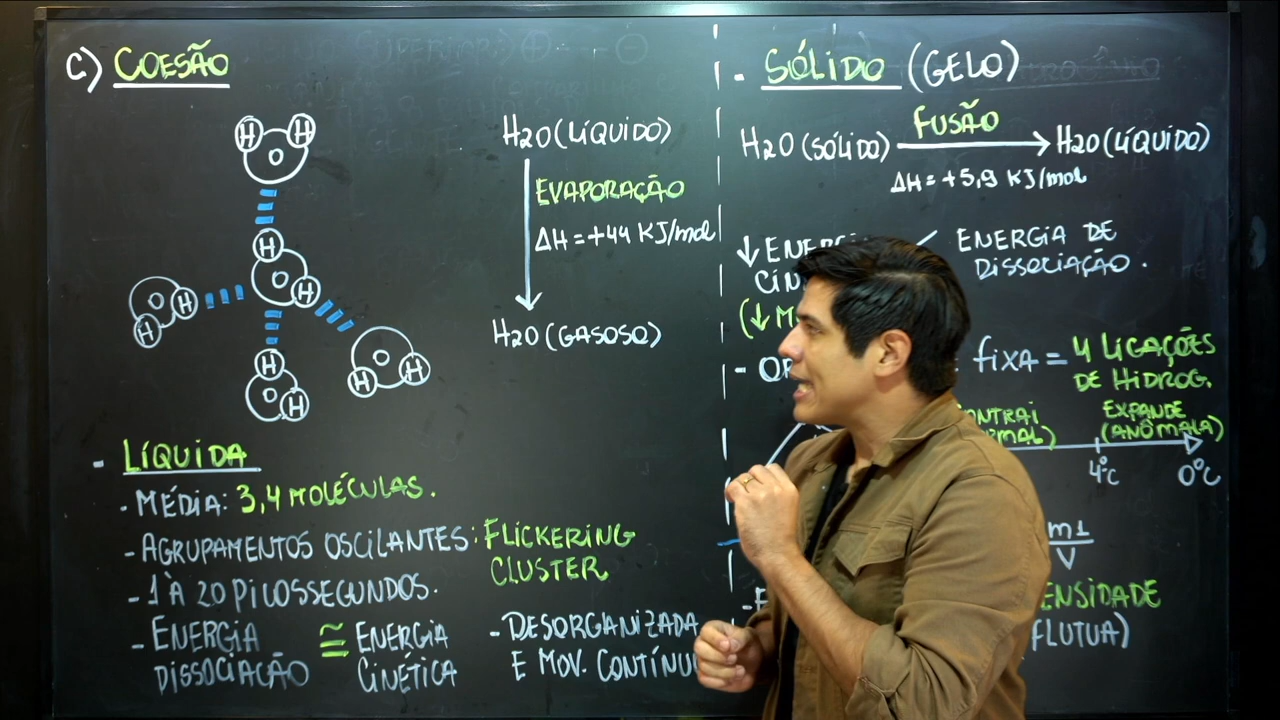 C) COESÃO
H H
O
H
O
H
O H
H
H
O
H
O
H H
H2O (LÍQUIDO)
EVAPORAÇÃO
ΔH = +44 KJ/mol
H2O (GASOSO)
- LÍQUIDA
· MÉDIA: 3,4 MOLÉCULAS.
- AGRUPAMENTOS OSCILANTES: FLICKERING
CLUSTER
- 1 À 20 PICOSSEGUNDOS.
- ENERGIA ≅ ENERGIA
DISSOCIAÇÃO CINÉTICA
- DESORGANIZADA
E MOV. CONTÍNUO
· SÓLIDO (GELO)
H2O (SÓLIDO) FUSÃO H2O (LÍQUIDO)
ΔH = +5,9 KJ/mol
↓ ENERGIA
ENERGIA DE
DISSOCIAÇÃO.
(↓
FIXA = 4 LIGAÇÕES
DE HIDROG.
EXPANDE
(ANÔMALA)
4°C 0°C
V
FLUTUA)